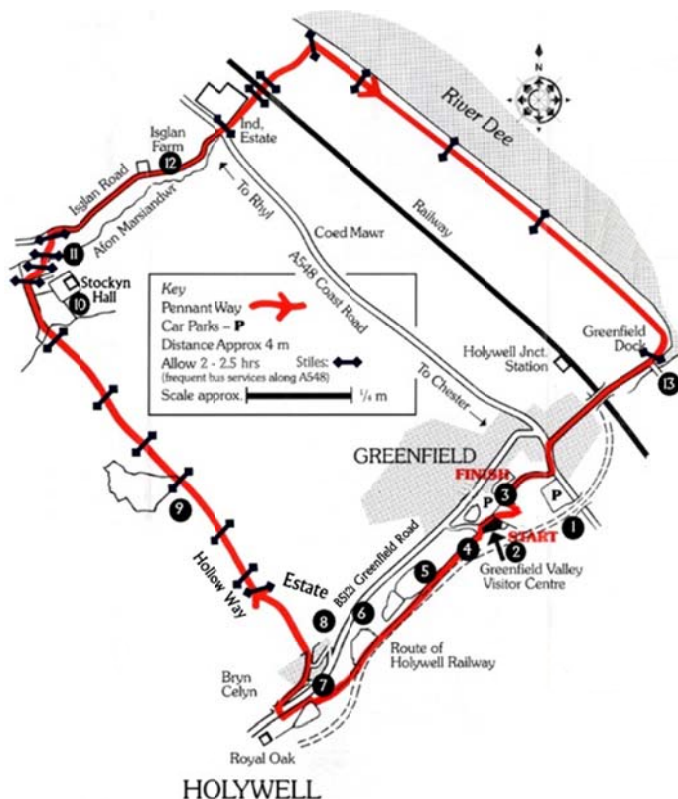 N
River Dee
Ind,
Estate
Isglan
Farm
12
Isglan Road
Afon Marsiandwr
To Rhyl
Coed Mawr
Railway
A548 Coast Road
11
Stockyn
Hall
10
Key
Pennant Way
Car Parks – P
Distance Approx 4 m
Allow 2 - 2.5 hrs Stiles:
(frequent bus services along A548)
Scale approx. 1/4 m
Greenfield
Dock
Holywell Jnct.
Station
13
To Chester
GREENFIELD
FINISH
3
P
P
1
START
2
4
Greenfield Valley
Visitor Centre
9
Hollow Way
Estate
B5121 Greenfield Road
5
6
8
Route of
Holywell Railway
Bryn
Celyn
7
Royal Oak
HOLYWELL